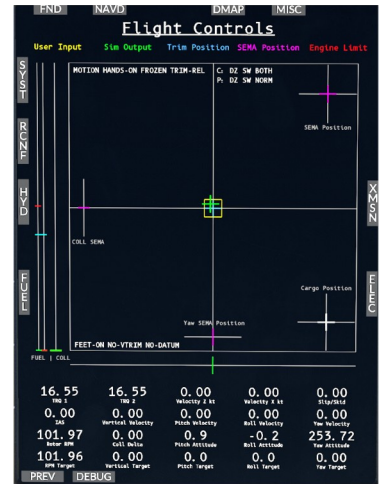 FND NAVD DMAP MISC
Flight Controls
User Input Sim Output Trim Position SEMA Position Engine Limit
SYST
RCNF
HYD
FUEL
XMSN
ELEC
MOTION HANDS-ON FROZEN TRIM-REL
C: DZ SW BOTH
P: DZ SW NORM
SEMA Position
COLL SEMA
Cargo Position
Yaw SEMA Position
FEET-ON NO-VTRIM NO-DATUM
FUEL | COLL
16.55 16.55 0.00 0.00 0.00
TRQ 1 TRQ 2 Velocity Z kt Velocity X kt Slip/Skid
0.00 0.00 0.00 0.00 0.00
IAS Vertical Velocity Pitch Velocity Roll Velocity Yaw Velocity
101.97 0.00 0.9 -0.2 253.72
Rotor RPM Coll Delta Pitch Attitude Roll Attitude Yaw Attitude
101.96 0.00 0.0 0.0 0.00
RPM Target Vertical Target Pitch Target Roll Target Yaw Target
PREV DEBUG